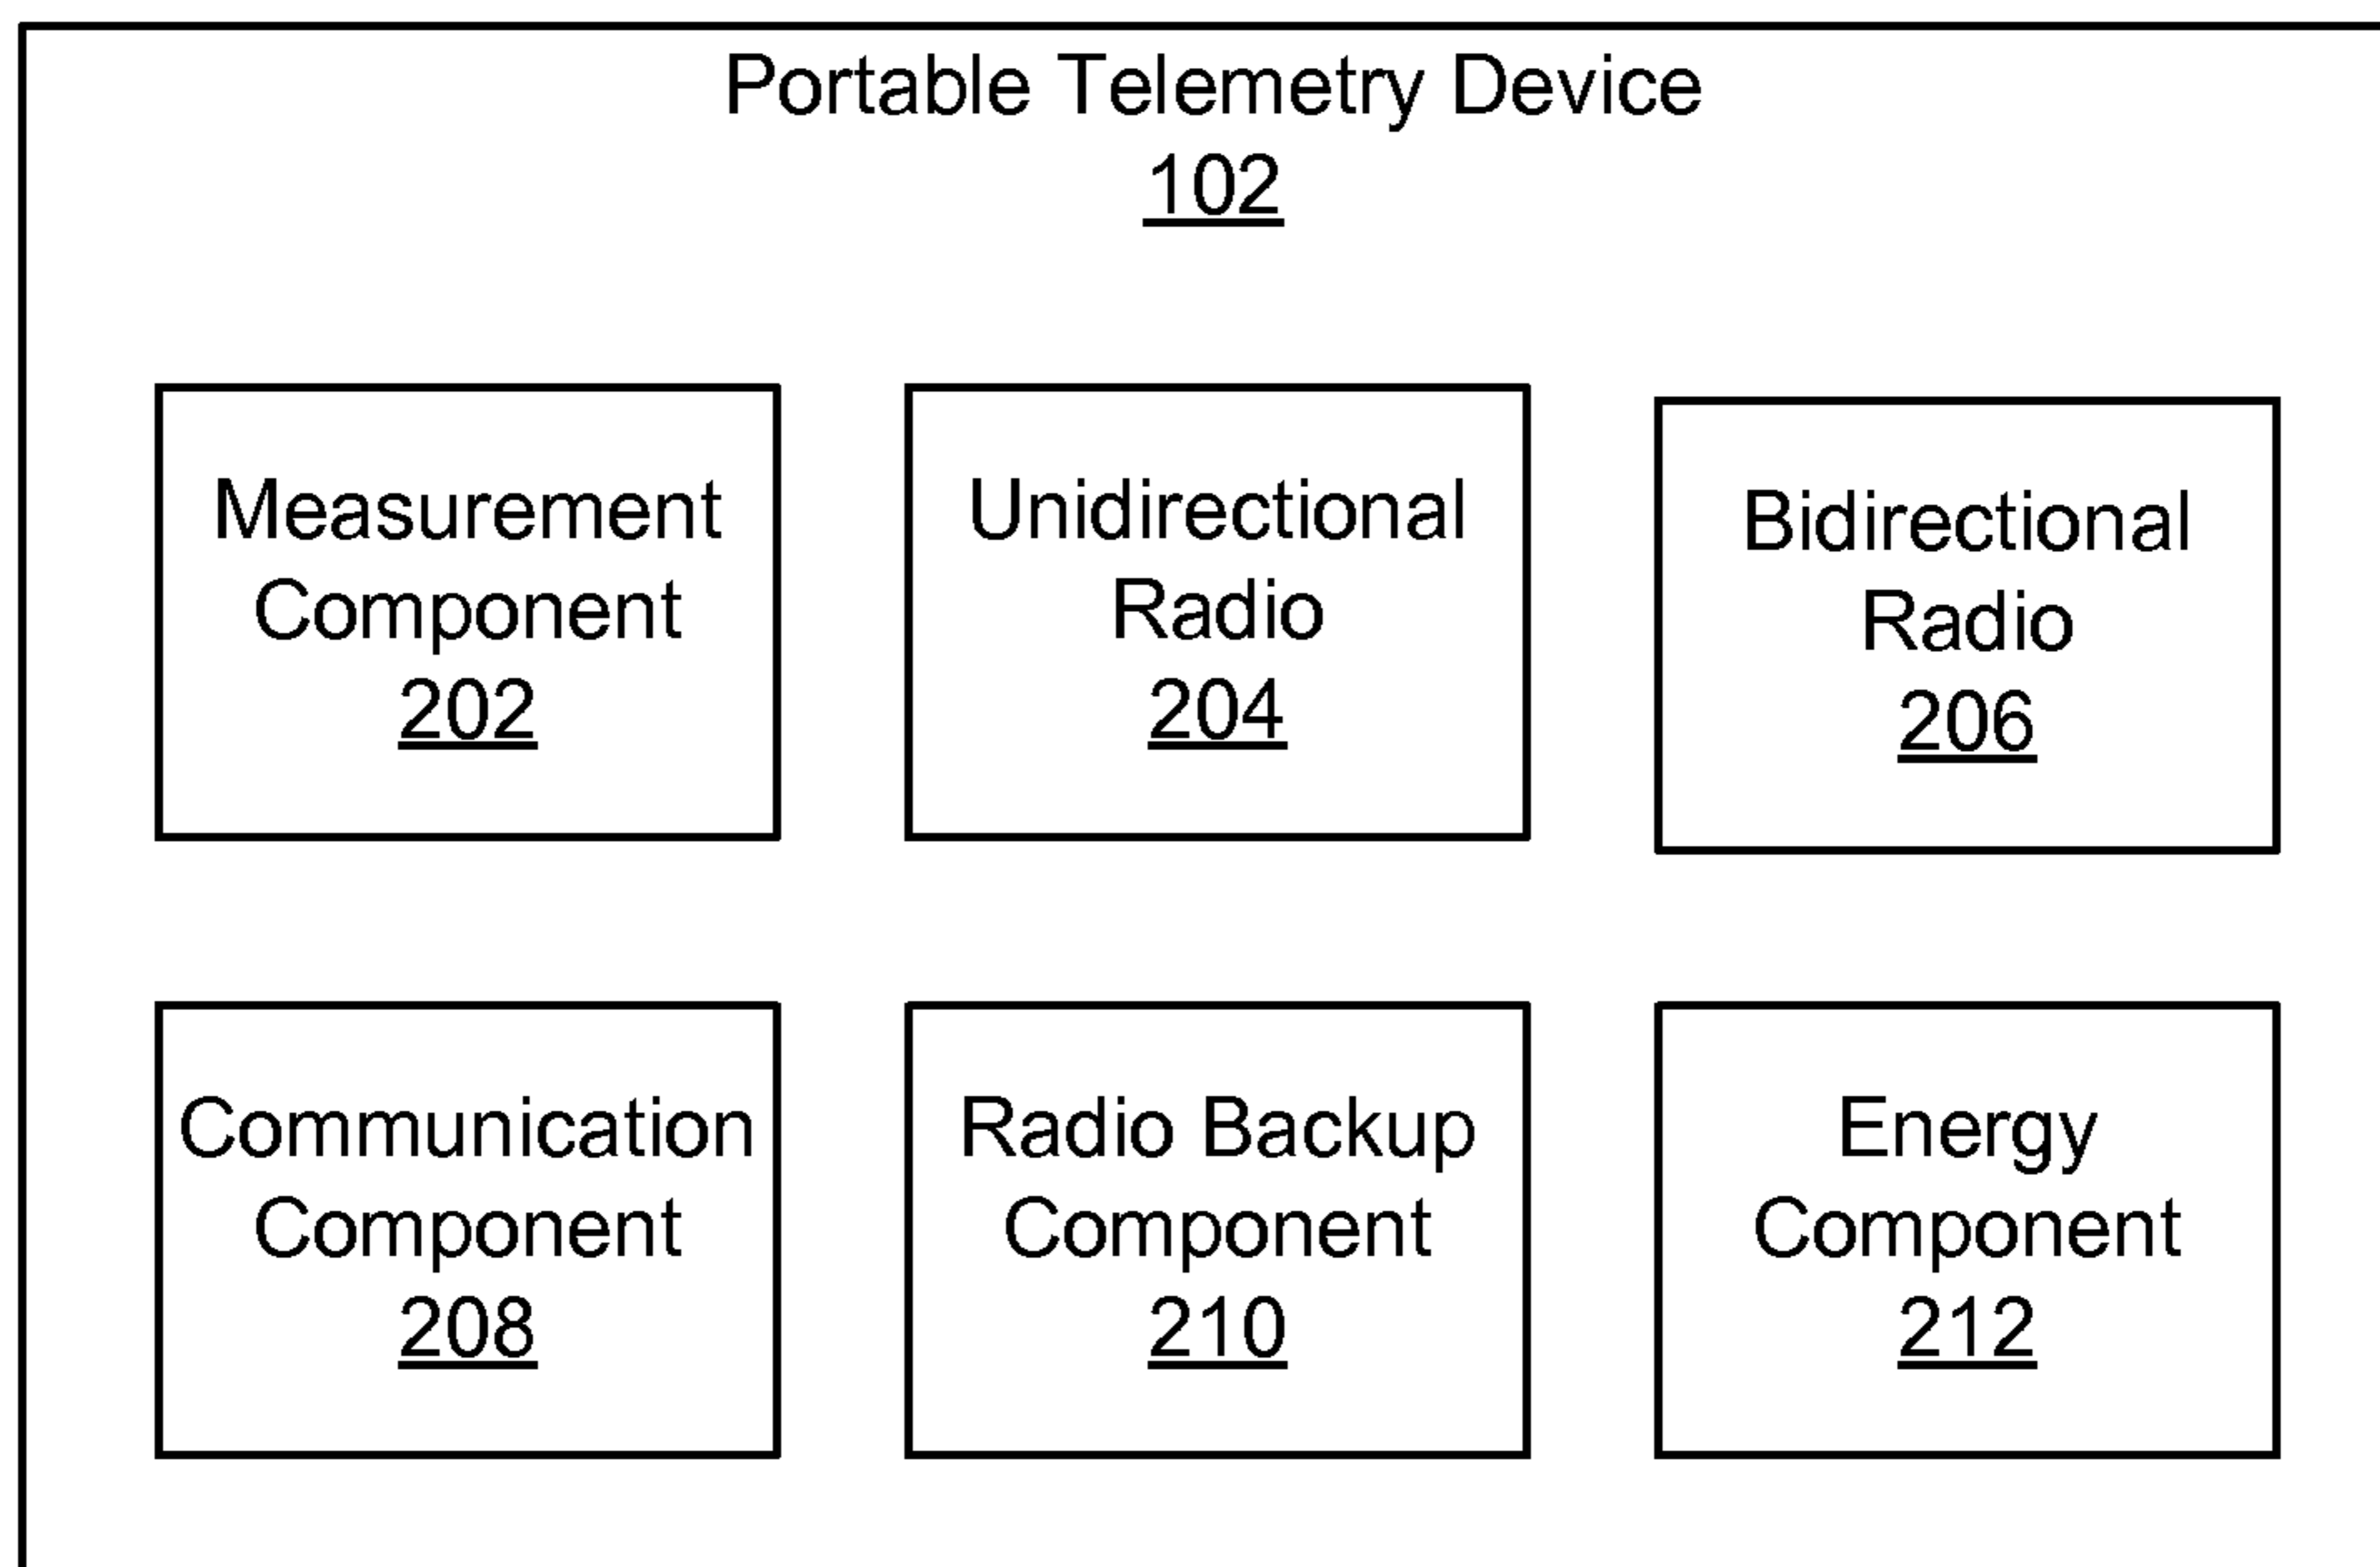 Portable Telemetry Device
102
Measurement
Component
202
Unidirectional
Radio
204
Bidirectional
Radio
206
Communication
Component
208
Radio Backup
Component
210
Energy
Component
212